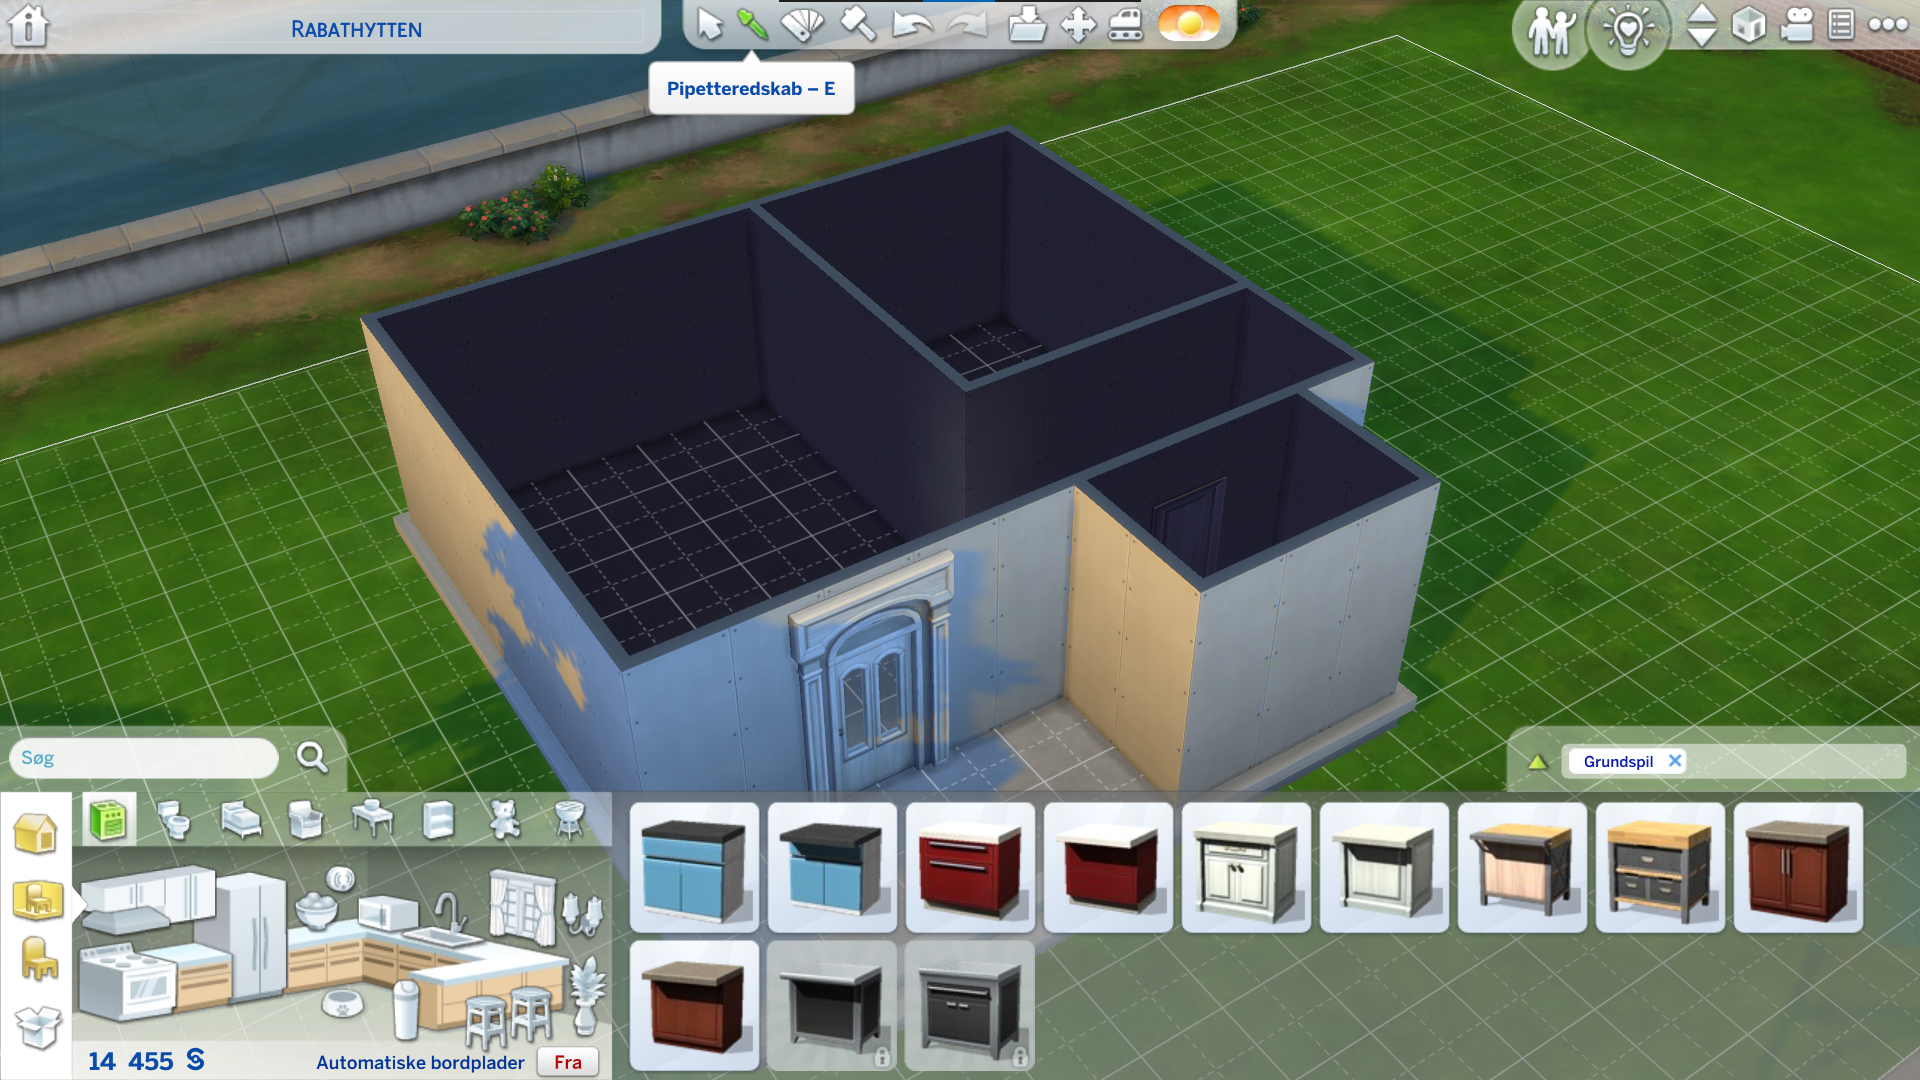 RABATHYTTEN
Pipetteredskab – E
Søg
Grundspil
14 455
Automatiske bordplader
Fra